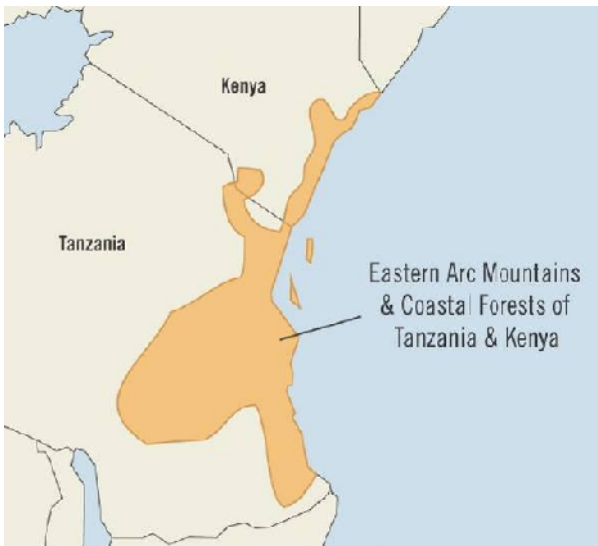 Kenya
Tanzania
Eastern Arc Mountains
& Coastal Forests of
Tanzania & Kenya